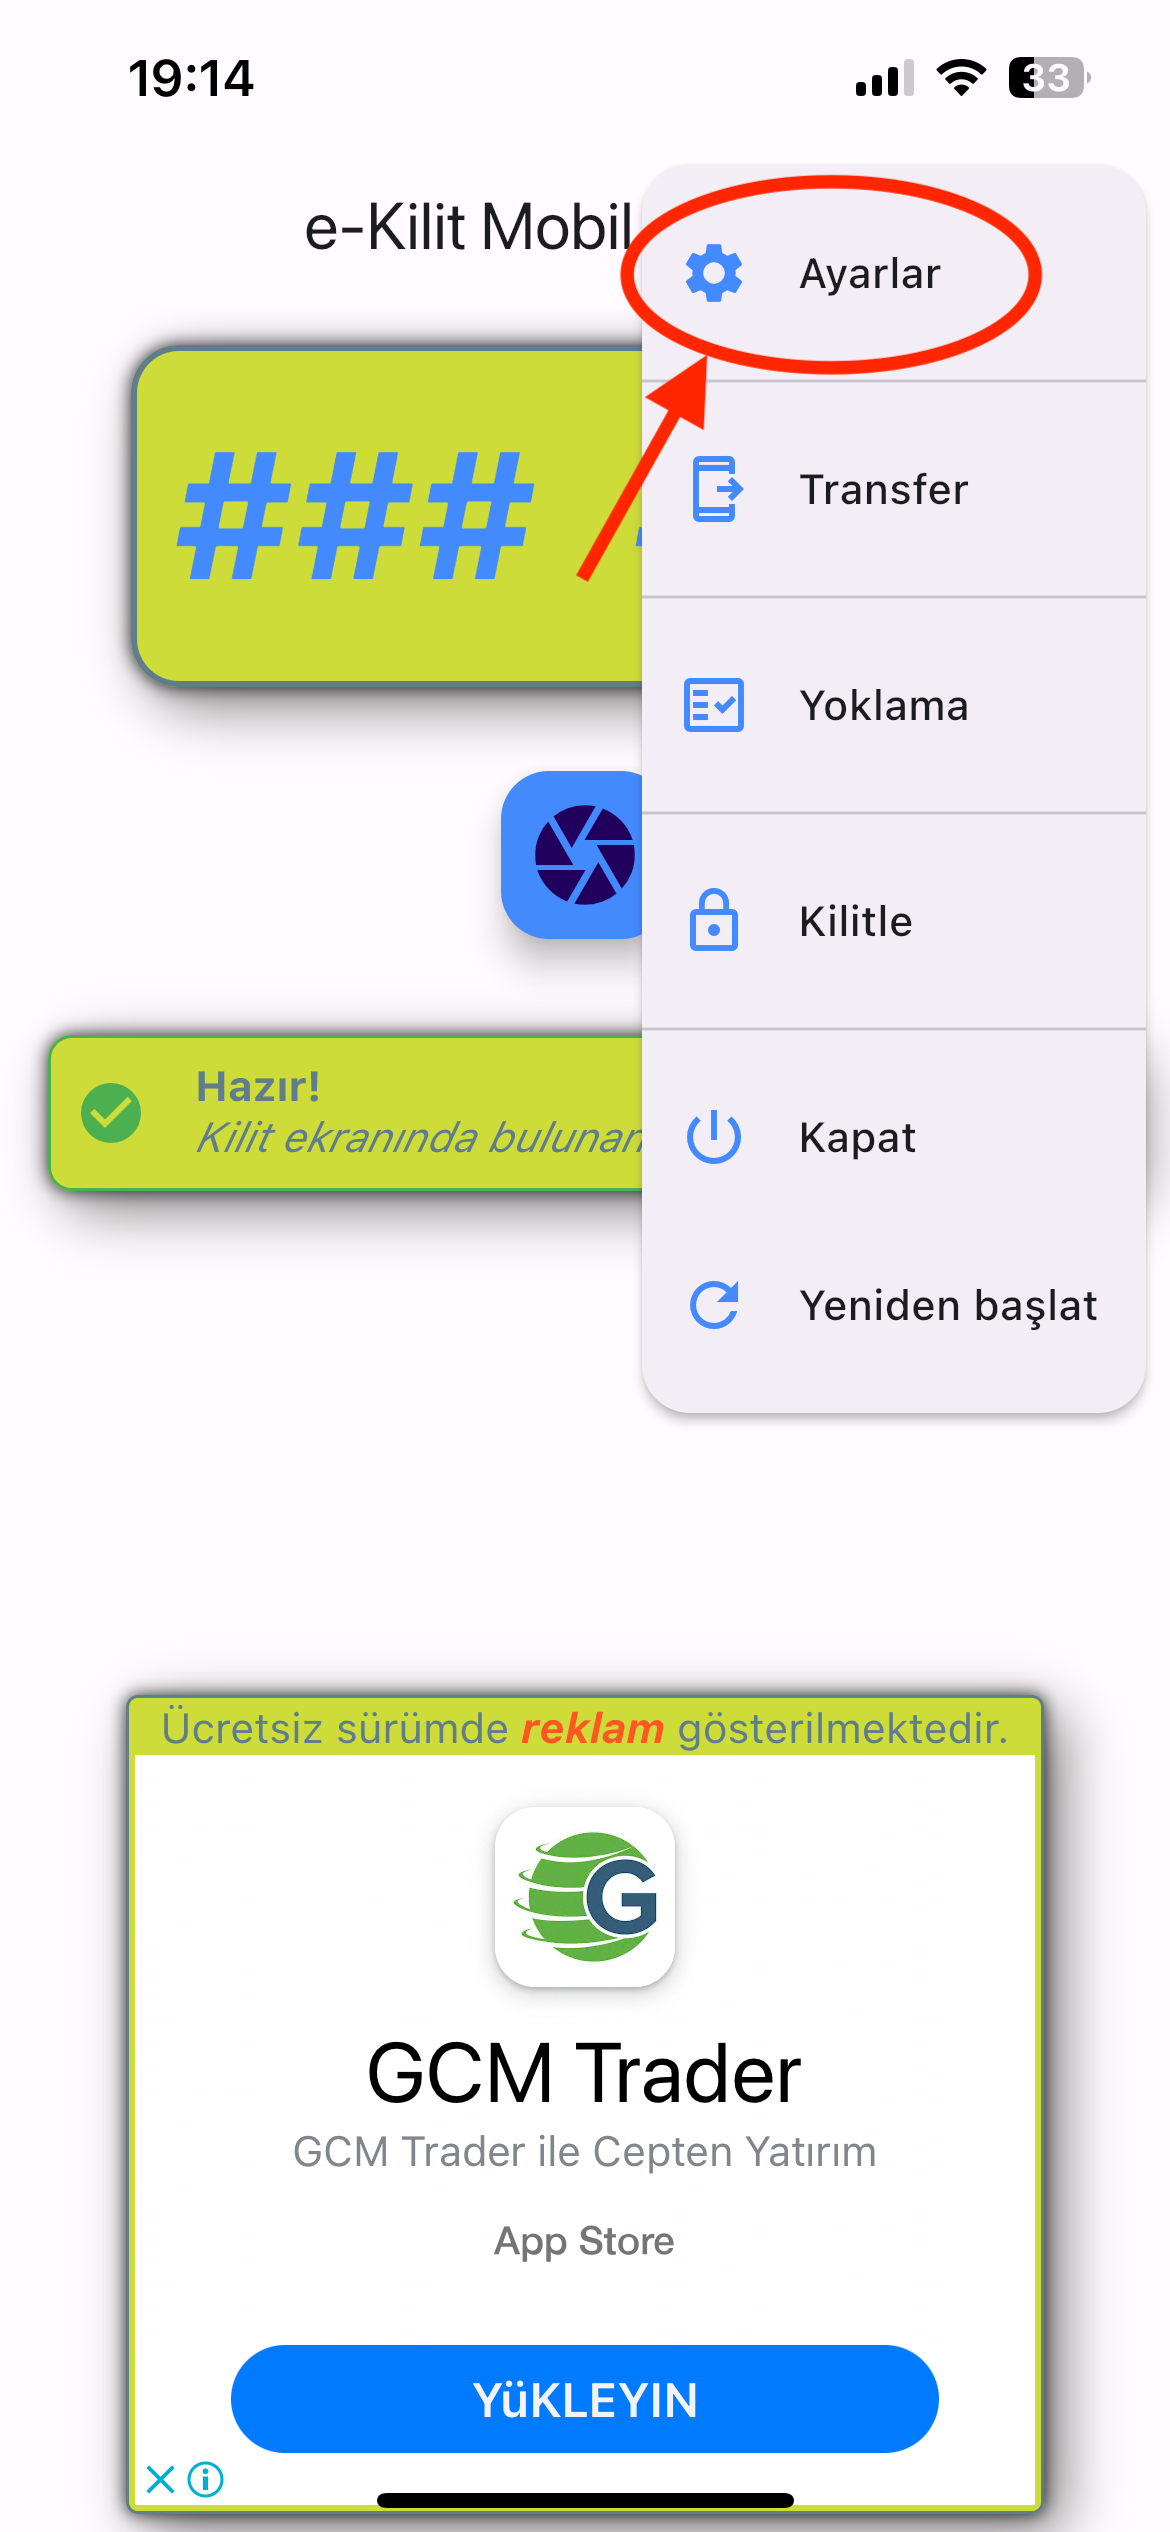 19:14
33
e-Kilit Mobil
Ayarlar
###
Transfer
Yoklama
Kilitle
Hazır!
Kilit ekranında bulunan
Kapat
Yeniden başlat
Ücretsiz sürümde reklam gösterilmektedir.
G
GCM Trader
GCM Trader ile Cepten Yatırım
App Store
YüKLEYIN